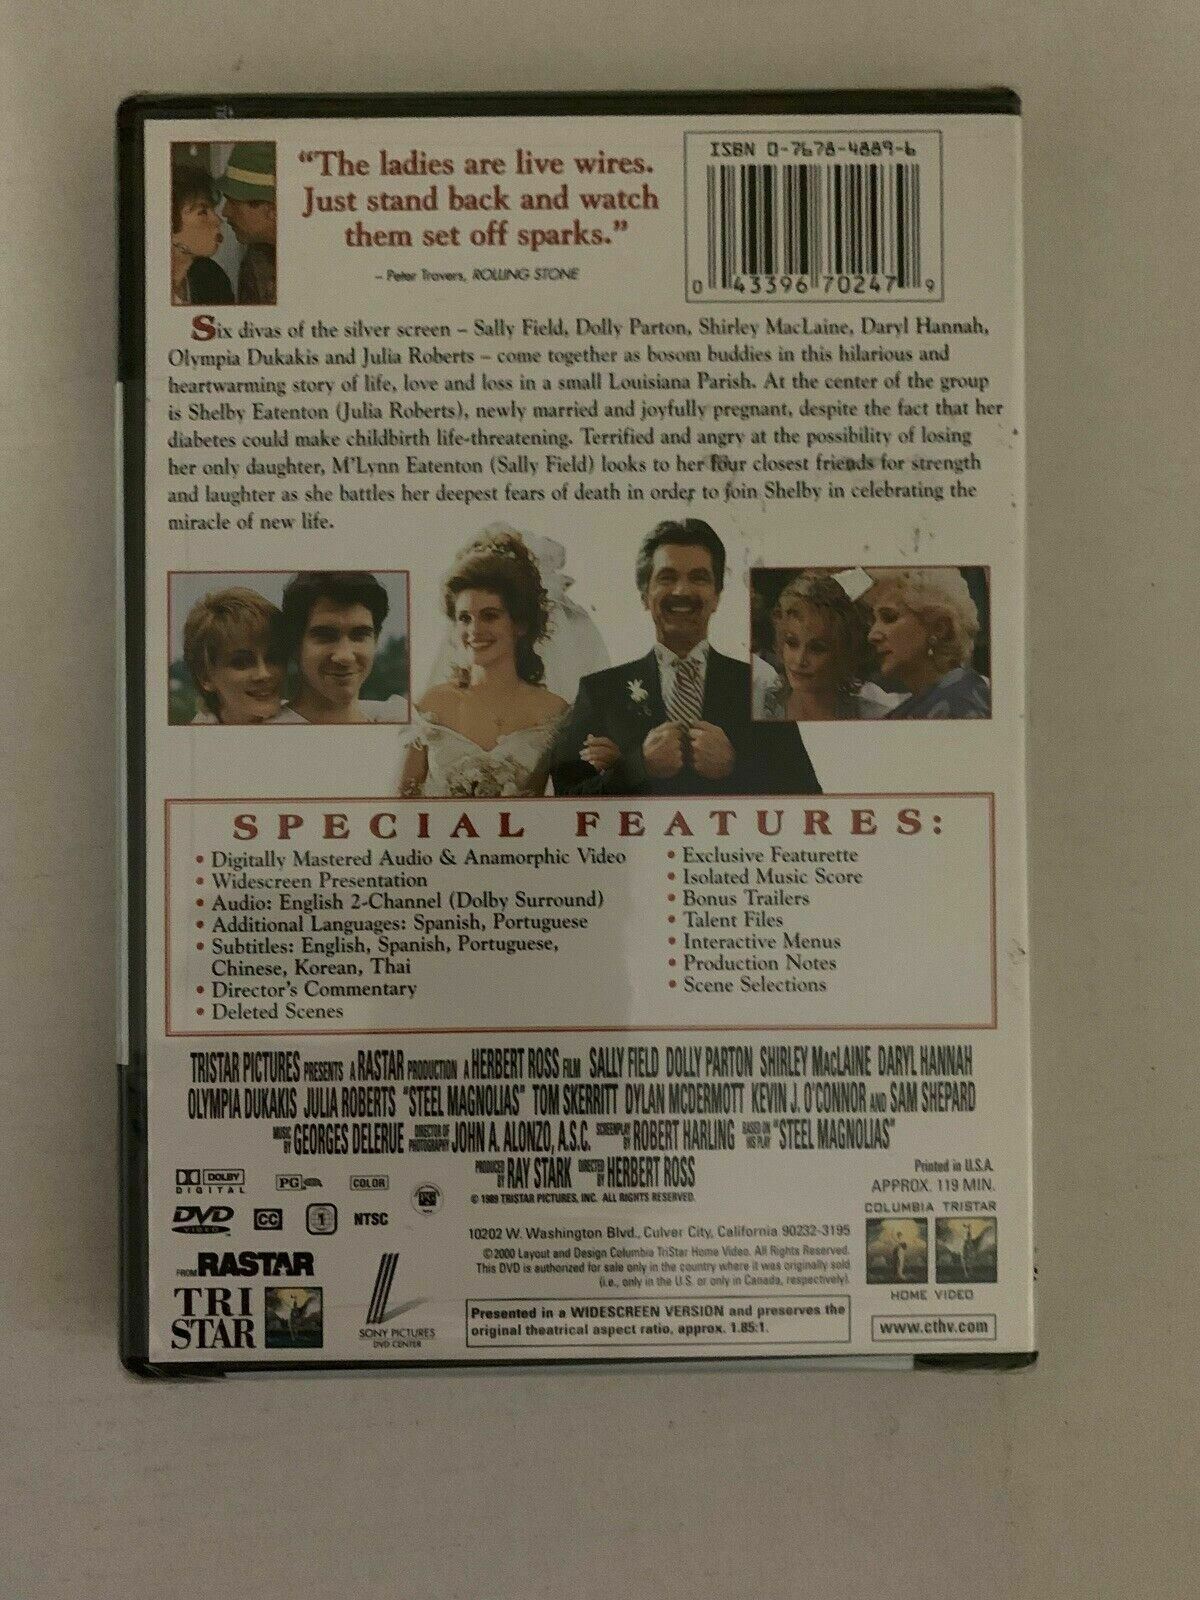 “The ladies are live wires.
Just stand back and watch
them set off sparks.”
– Peter Travers, ROLLING STONE
ISBN 0-7678-4889-6
0 43396 70247 9
Six divas of the silver screen – Sally Field, Dolly Parton, Shirley MacLaine, Daryl Hannah,
Olympia Dukakis and Julia Roberts – come together as bosom buddies in this hilarious and
heartwarming story of life, love and loss in a small Louisiana Parish. At the center of the group
is Shelby Eatenton (Julia Roberts), newly married and joyfully pregnant, despite the fact that her
diabetes could make childbirth life-threatening. Terrified and angry at the possibility of losing
her only daughter, M'Lynn Eatenton (Sally Field) looks to her four closest friends for strength
and laughter as she battles her deepest fears of death in order to join Shelby in celebrating the
miracle of new life.
SPECIAL FEATURES:
• Digitally Mastered Audio & Anamorphic Video
• Widescreen Presentation
• Audio: English 2-Channel (Dolby Surround)
• Additional Languages: Spanish, Portuguese
• Subtitles: English, Spanish, Portuguese,
Chinese, Korean, Thai
• Director's Commentary
• Deleted Scenes
• Exclusive Featurette
• Isolated Music Score
• Bonus Trailers
• Talent Files
• Interactive Menus
• Production Notes
• Scene Selections
TRISTAR PICTURES PRESENTS A RASTAR PRODUCTION A HERBERT ROSS FILM SALLY FIELD DOLLY PARTON SHIRLEY MacLAINE DARYL HANNAH
OLYMPIA DUKAKIS JULIA ROBERTS “STEEL MAGNOLIAS” TOM SKERRITT DYLAN MCDERMOTT KEVIN J. O'CONNOR AND SAM SHEPARD
MUSIC BY GEORGES DELERUE DIRECTOR OF PHOTOGRAPHY JOHN A. ALONZO, A.S.C. SCREENPLAY BY ROBERT HARLING BASED ON HIS PLAY “STEEL MAGNOLIAS”
PRODUCED BY RAY STARK DIRECTED BY HERBERT ROSS
© 1989 TRISTAR PICTURES, INC. ALL RIGHTS RESERVED.
Printed in U.S.A.
APPROX. 119 MIN.
DOLBY
DIGITAL
PG
COLOR
DVD
VIDEO
CC
1
NTSC
10202 W. Washington Blvd., Culver City, California 90232-3195
©2000 Layout and Design Columbia TriStar Home Video. All Rights Reserved.
This DVD is authorized for sale only in the country where it was originally sold
(i.e., only in the U.S. or only in Canada, respectively).
COLUMBIA TRISTAR
HOME VIDEO
FROM RASTAR
TRI
STAR
SONY PICTURES
DVD CENTER
Presented in a WIDESCREEN VERSION and preserves the
original theatrical aspect ratio, approx. 1.85:1.
www.cthv.com